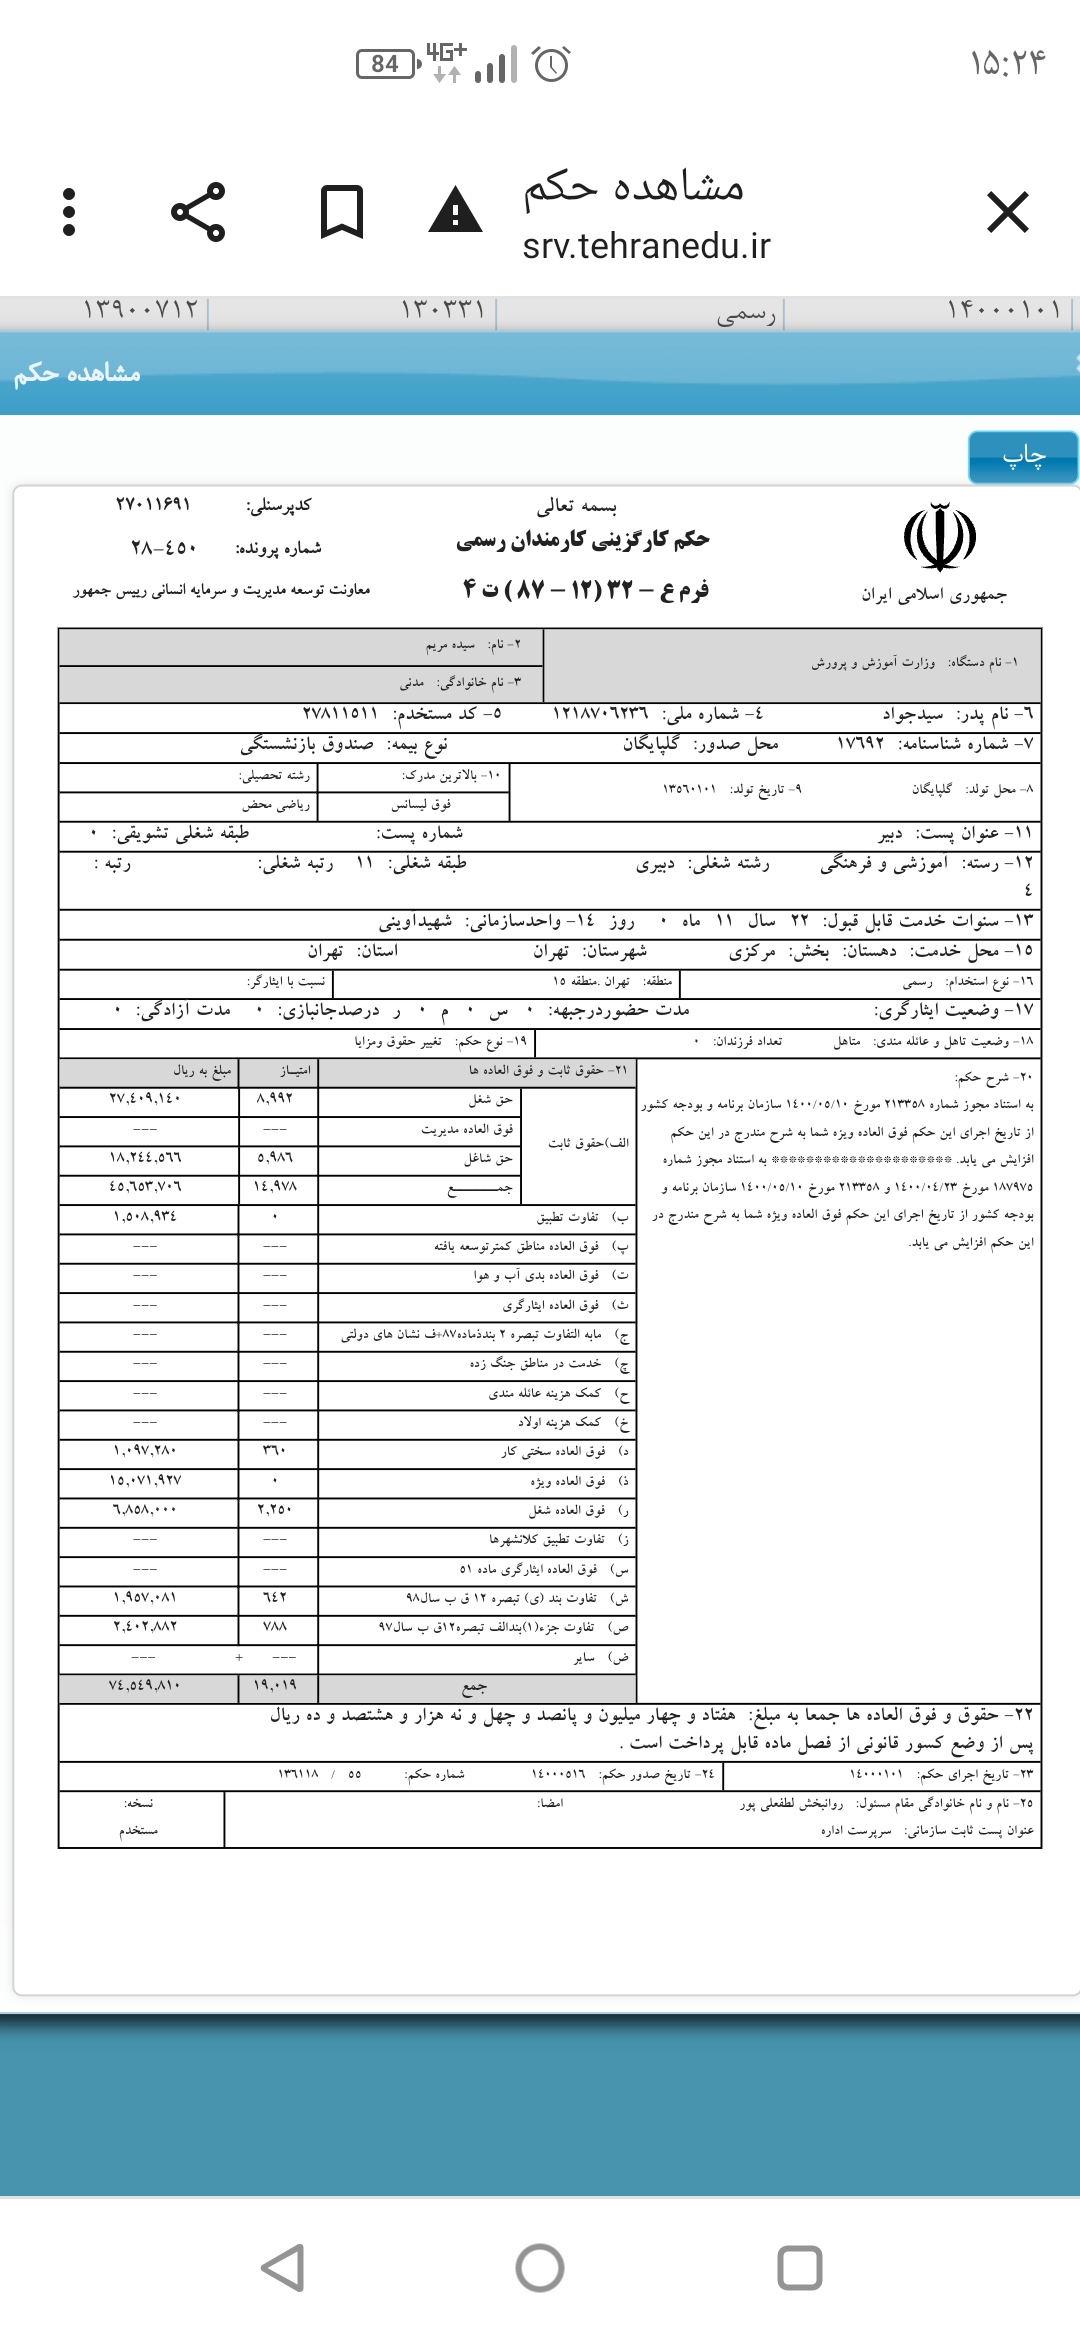 84 4G+ ۱۵:۲۴
مشاهده حکم
srv.tehranedu.ir
۱۴۰۰۰۱۰۱ رسمی ۱۳۰۳۳۱ ۱۳۹۰۰۷۱۲
مشاهده حکم
چاپ
بسمه تعالی
کدپرسنلی: ۲۷۰۱۱۶۹۱
حکم کارگزینی کارمندان رسمی
شماره پرونده: ۲۸-٤٥۰
جمهوری اسلامی ایران
فرم ع – ۳۲ (۱۲ – ۸۷ ) ت ۴
معاونت توسعه مدیریت و سرمایه انسانی رییس جمهور
۱- نام دستگاه: وزارت آموزش و پرورش
۲- نام: سیده مریم
۳- نام خانوادگی: مدنی
٦- نام پدر: سیدجواد ٤- شماره ملی: ۱۲۱۸۷۰٦۲۳٦ ٥- کد مستخدم: ۲۷۸۱۱٥۱۱
۷- شماره شناسنامه: ۱۷٦۹۲ محل صدور: گلپایگان نوع بیمه: صندوق بازنشستگی
۸- محل تولد: گلپایگان ۹- تاریخ تولد: ۱۳٥٦۰۱۰۱ ۱۰- بالاترین مدرک: رشته تحصیلی:
فوق لیسانس ریاضی محض
۱۱- عنوان پست: دبیر شماره پست: طبقه شغلی تشویقی: ۰
۱۲- رسته: آموزشی و فرهنگی رشته شغلی: دبیری طبقه شغلی: ۱۱ رتبه شغلی: رتبه :
٤
۱۳- سنوات خدمت قابل قبول: ۲۲ سال ۱۱ ماه ۰ روز ۱٤- واحدسازمانی: شهیدآوینی
۱٥- محل خدمت: دهستان: بخش: مرکزی شهرستان: تهران استان: تهران
۱٦- نوع استخدام: رسمی منطقه: تهران .منطقه ۱٥ نسبت با ایثارگر:
۱۷- وضعیت ایثارگری: مدت حضوردرجبهه: ۰ س ۰ م ۰ ر درصدجانبازی: ۰ مدت ازادگی: ۰
۱۸- وضعیت تاهل و عائله مندی: متاهل تعداد فرزندان: ۰ ۱۹- نوع حکم: تغییر حقوق ومزایا
۲۰- شرح حکم:
به استناد مجوز شماره ۲۱۳۳٥۸ مورخ ۱٤۰۰/۰٥/۱۰ سازمان برنامه و بودجه کشور
از تاریخ اجرای این حکم فوق العاده ویزه شما به شرح مندرج در این حکم
افزایش می یابد. ********************* به استناد مجوز شماره
۱۸۷۹۷٥ مورخ ۱٤۰۰/۰٤/۲۳ و ۲۱۳۳٥۸ مورخ ۱٤۰۰/۰٥/۱۰ سازمان برنامه و
بودجه کشور از تاریخ اجرای این حکم فوق العاده ویژه شما به شرح مندرج در
این حکم افزایش می یابد.
۲۱- حقوق ثابت و فوق العاده ها امتیـاز مبلغ به ریال
الف)حقوق ثابت
حق شغل ۸,۹۹۲ ۲۷,٤۰۹,۱٤۰
فوق العاده مدیریت --- ---
حق شاغل ٥,۹۸٦ ۱۸,۲٤٤,٥٦٦
جمـــــــع ۱٤,۹۷۸ ٤٥,٦٥۳,۷۰٦
ب) تفاوت تطبیق ۰ ۱,٥۰۸,۹۳٤
پ) فوق العاده مناطق کمترتوسعه یافته --- ---
ت) فوق العاده بدی آب و هوا --- ---
ث) فوق العاده ایثارگری --- ---
ج) مابه التفاوت تبصره ۲ بندذماده۸۷+ف نشان های دولتی --- ---
چ) خدمت در مناطق جنگ زده --- ---
ح) کمک هزینه عائله مندی --- ---
خ) کمک هزینه اولاد --- ---
د) فوق العاده سختی کار ۳٦۰ ۱,۰۹۷,۲۸۰
ذ) فوق العاده ویژه ۰ ۱٥,۰۷۱,۹۲۷
ر) فوق العاده شغل ۲,۲٥۰ ٦,۸٥۸,۰۰۰
ز) تفاوت تطبیق کلانشهرها --- ---
س) فوق العاده ایثارگری ماده ٥۱ --- ---
ش) تفاوت بند (ی) تبصره ۱۲ ق ب سال۹۸ ٦٤۲ ۱,۹٥۷,۰۸۱
ص) تفاوت جزء(۱)بندالف تبصره۱۲ق ب سال۹۷ ۷۸۸ ۲,٤۰۲,۸۸۲
ض) سایر --- + ---
جمع ۱۹,۰۱۹ ۷٤,٥٤۹,۸۱۰
۲۲- حقوق و فوق العاده ها جمعا به مبلغ: هفتاد و چهار میلیون و پانصد و چهل و نه هزار و هشتصد و ده ریال
پس از وضع کسور قانونی از فصل ماده قابل پرداخت است .
۲۳- تاریخ اجرای حکم: ۱٤۰۰۰۱۰۱ ۲٤- تاریخ صدور حکم: ۱٤۰۰۰٥۱٦ شماره حکم: ٥٥ / ۱۳٦۱۱۸
۲٥- نام و نام خانوادگی مقام مسئول: روانبخش لطفعلی پور امضا: نسخه:
عنوان پست ثابت سازمانی: سرپرست اداره مستخدم